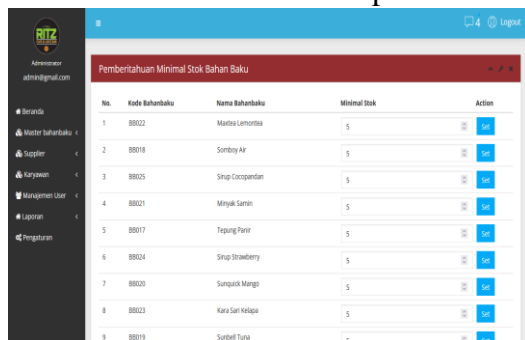 RITZ
4 Logout
Administrator
admin@gmail.com
Beranda
Master bahanbaku
Supplier
Karyawan
Manajemen User
Laporan
Pengaturan
Pemberitahuan Minimal Stok Bahan Baku
No. Kode Bahanbaku Nama Bahanbaku Minimal Stok Action
1 BB022 Maxtea Lemontea 5 Set
2 BB018 Somboy Air 5 Set
3 BB025 Sirup Cocopandan 5 Set
4 BB021 Minyak Samin 5 Set
5 BB017 Tepung Panir 5 Set
6 BB024 Sirup Strawberry 5 Set
7 BB020 Sunquick Mango 5 Set
8 BB023 Kara Sari Kelapa 5 Set
9 BB019 Sunbell Tuna 5 Set